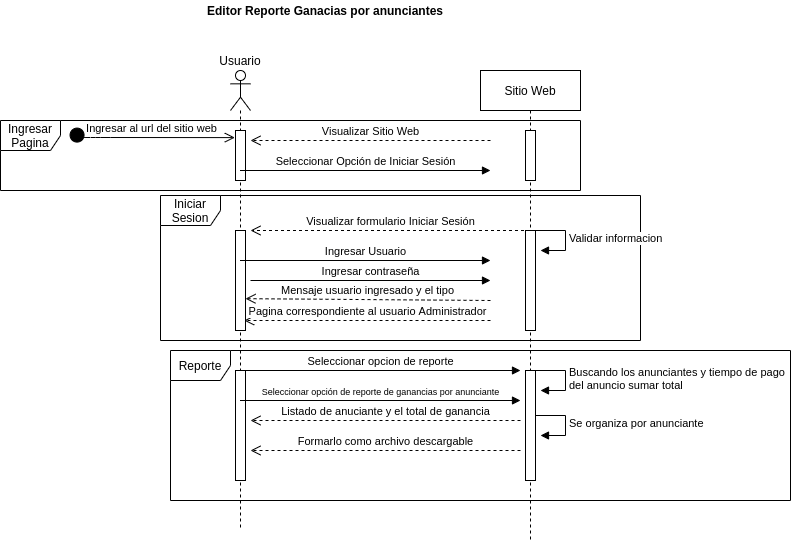 Editor Reporte Ganacias por anunciantes
Usuario
Sitio Web
Ingresar
Pagina
Ingresar al url del sitio web
Visualizar Sitio Web
Seleccionar Opción de Iniciar Sesión
Iniciar
Sesion
Visualizar formulario Iniciar Sesión
Validar informacion
Ingresar Usuario
Ingresar contraseña
Mensaje usuario ingresado y el tipo
Pagina correspondiente al usuario Administrador
Reporte
Seleccionar opcion de reporte
Buscando los anunciantes y tiempo de pago
del anuncio sumar total
Seleccionar opción de reporte de ganancias por anunciante
Listado de anuciante y el total de ganancia
Se organiza por anunciante
Formarlo como archivo descargable